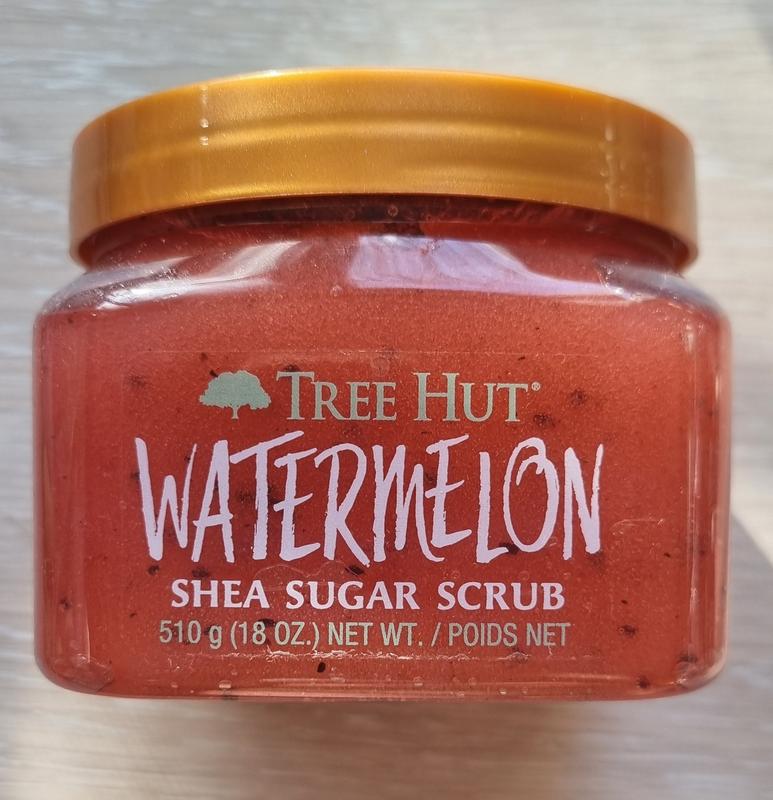 TREE HUT®
WATERMELON
SHEA SUGAR SCRUB
510 g (18 OZ.) NET WT. / POIDS NET